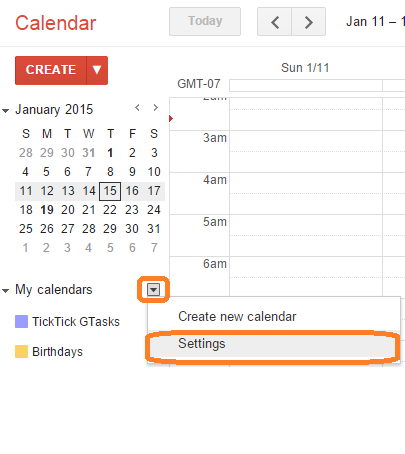 Calendar
Today
Jan 11 – 1
CREATE
Sun 1/11
GMT-07
2am
January 2015
S M T W T F S
28 29 30 31 1 2 3
4 5 6 7 8 9 10
11 12 13 14 15 16 17
18 19 20 21 22 23 24
25 26 27 28 29 30 31
1 2 3 4 5 6 7
3am
4am
5am
6am
My calendars
TickTick GTasks
Birthdays
Create new calendar
Settings